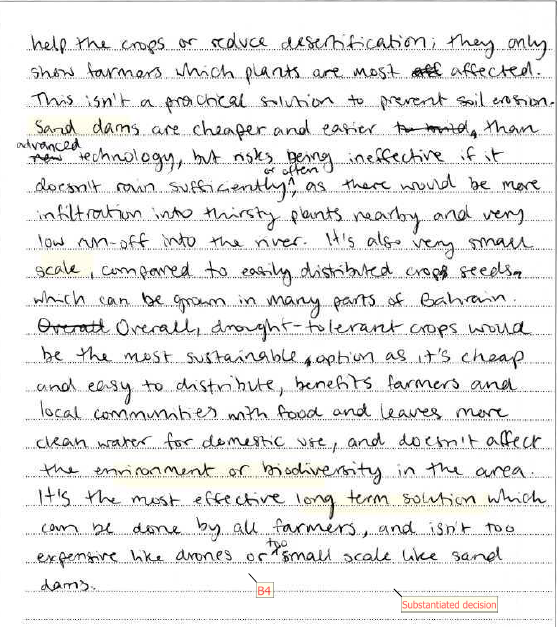 help the crops or reduce desertification; they only
show farmers which plants are most aff affected.
This isn't a practical solution to prevent soil erosion.
Sand dams are cheaper and easier to build, than
new advanced technology, but risks being ineffective if it
doesn't rain sufficiently or often, as there would be more
infiltration into thirsty plants nearby and very
low run-off into the river. It's also very small
scale, compared to easily distributed crops seeds,
which can be grown in many parts of Bahrain.
Overall Overall, drought-tolerant crops would
be the most sustainable option as it's cheap
and easy to distribute, benefits farmers and
local communities with food and leaves more
clean water for domestic use, and doesn't affect
the environment or biodiversity in the area.
It's the most effective long term solution which
can be done by all farmers, and isn't too
expensive like drones or too small scale like sand
dams.
B4
Substantiated decision